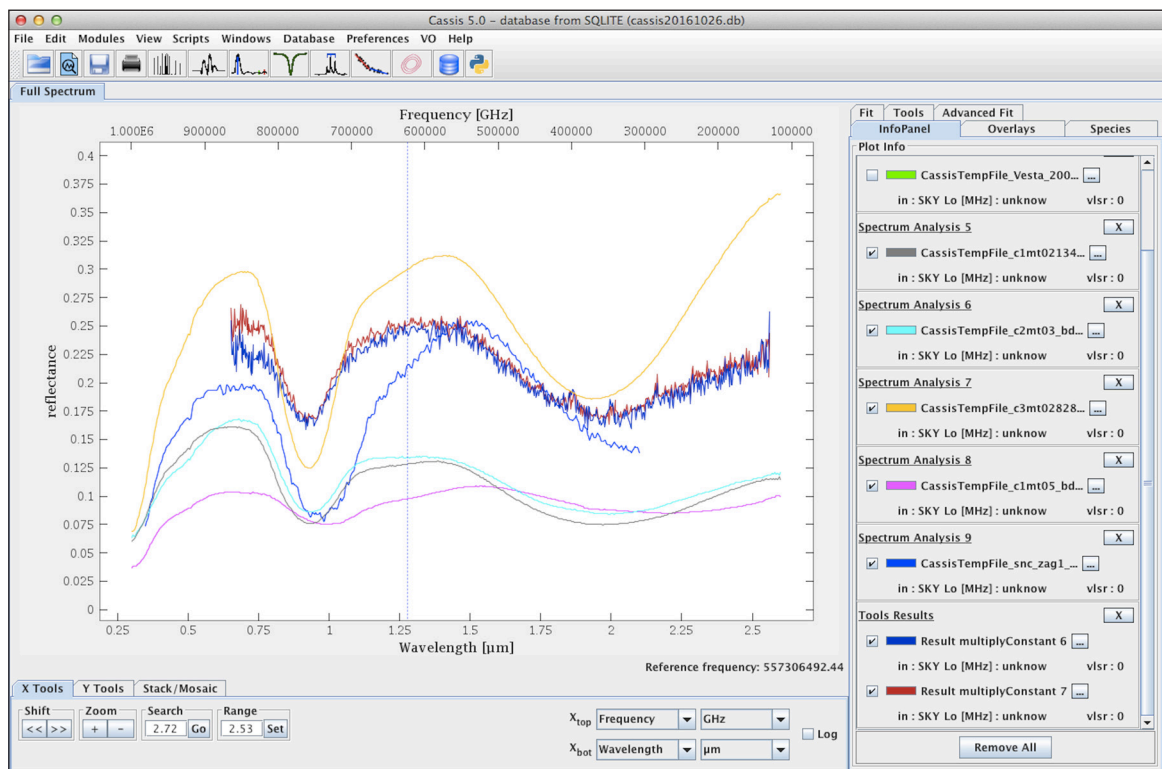 Cassis 5.0 - database from SQLITE (cassis20161026.db)
File Edit Modules View Scripts Windows Database Preferences VO Help
Full Spectrum
Frequency [GHz]
1.000E6 900000 800000 700000 600000 500000 400000 300000 200000 100000
0.4
0.375
0.35
0.325
0.3
0.275
0.25
0.225
0.2
0.175
0.15
0.125
0.1
0.075
0.05
0.025
0
reflectance
0.25 0.5 0.75 1 1.25 1.5 1.75 2 2.25 2.5
Wavelength [µm]
Reference frequency: 557306492.44
X Tools Y Tools Stack/Mosaic
Shift Zoom Search Range
<< >> + - 2.72 Go 2.53 Set
Xtop Frequency GHz
Xbot Wavelength µm
Log
Fit Tools Advanced Fit
InfoPanel Overlays Species
Plot Info
CassisTempFile_Vesta_200... ...
in : SKY Lo [MHz] : unknow vlsr : 0
Spectrum Analysis 5 X
CassisTempFile_c1mt02134... ...
in : SKY Lo [MHz] : unknow vlsr : 0
Spectrum Analysis 6 X
CassisTempFile_c2mt03_bd... ...
in : SKY Lo [MHz] : unknow vlsr : 0
Spectrum Analysis 7 X
CassisTempFile_c3mt02828... ...
in : SKY Lo [MHz] : unknow vlsr : 0
Spectrum Analysis 8 X
CassisTempFile_c1mt05_bd... ...
in : SKY Lo [MHz] : unknow vlsr : 0
Spectrum Analysis 9 X
CassisTempFile_snc_zag1_... ...
in : SKY Lo [MHz] : unknow vlsr : 0
Tools Results X
Result multiplyConstant 6 ...
in : SKY Lo [MHz] : unknow vlsr : 0
Result multiplyConstant 7 ...
in : SKY Lo [MHz] : unknow vlsr : 0
Remove All